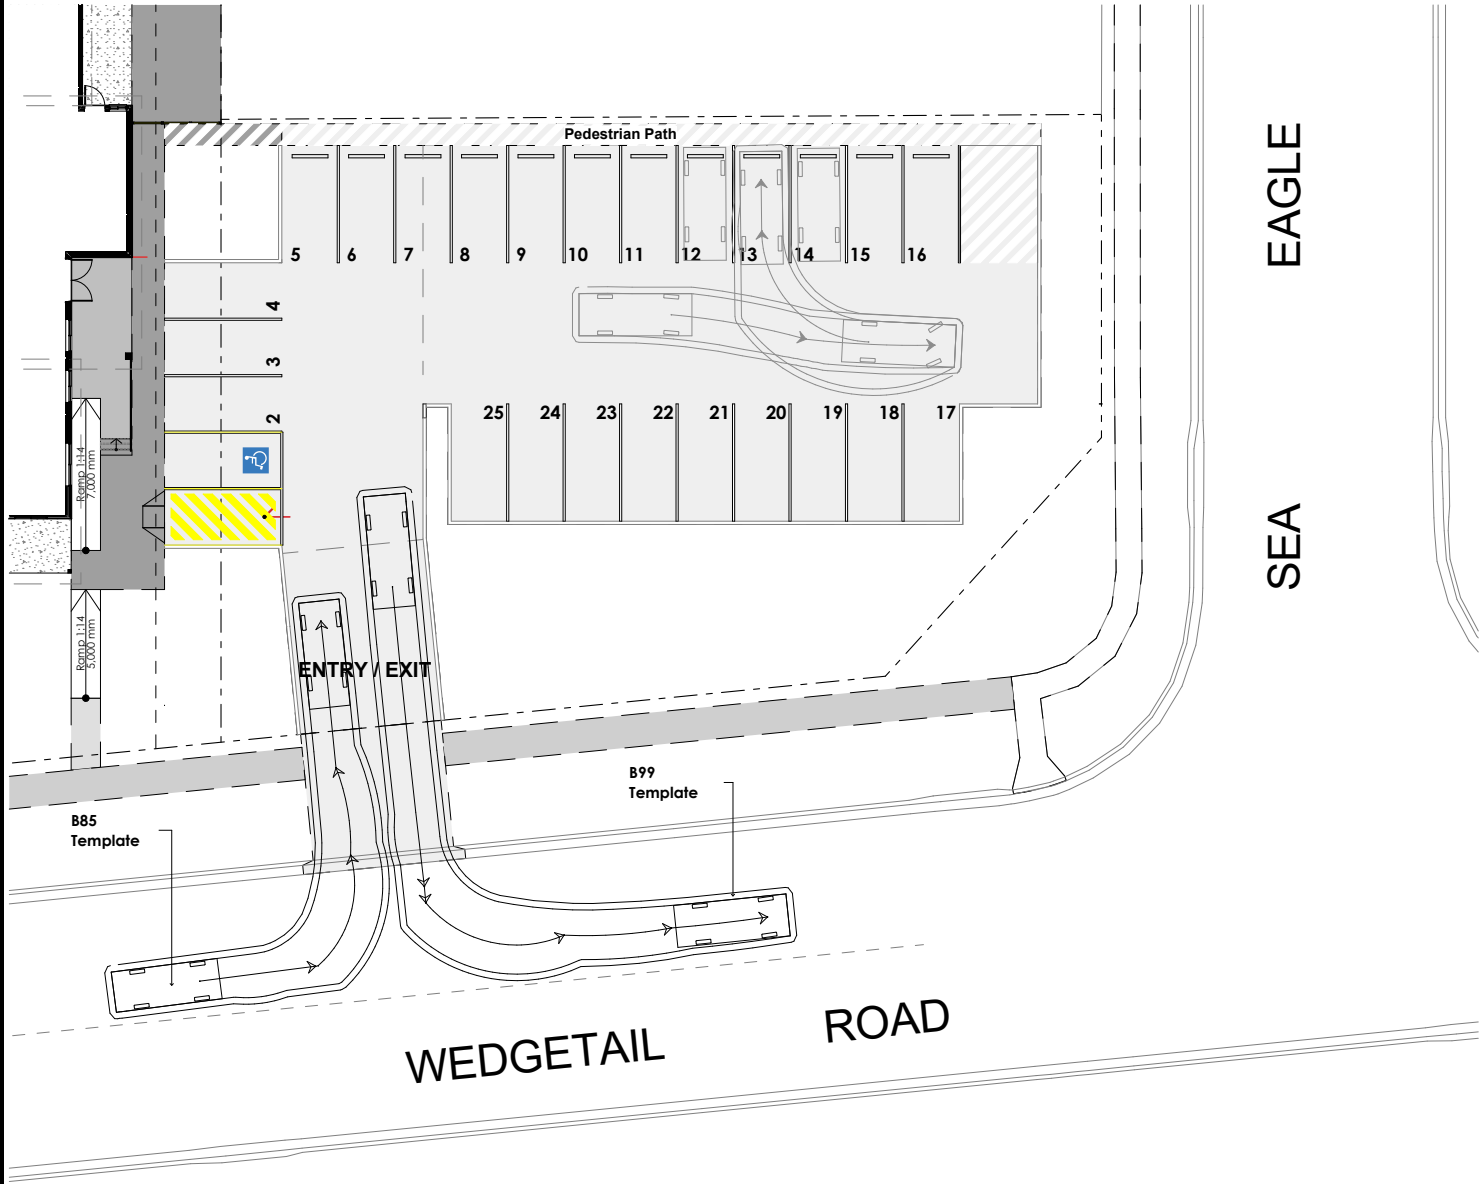 Pedestrian Path
EAGLE
5 6 7 8 9 10 11 12 13 14 15 16
4
3
2
25 24 23 22 21 20 19 18 17
Ramp 1:14
7,000 mm
SEA
Ramp 1:14
5,000 mm
ENTRY / EXIT
B99
Template
B85
Template
WEDGETAIL ROAD